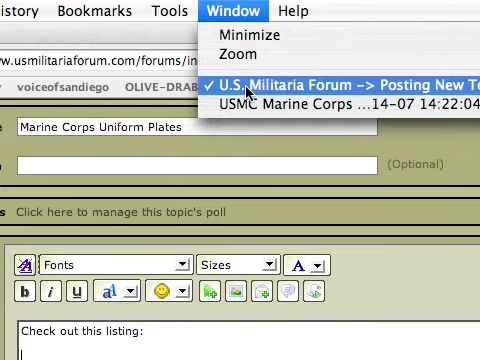 istory Bookmarks Tools Window Help
Minimize
Zoom
w.usmilitariaforum.com/forums/in
✓ U.S. Militaria Forum -> Posting New To
voiceofsandiego OLIVE-DRAB
USMC Marine Corps ...14-07 14:22:04
e Marine Corps Uniform Plates
n (Optional)
s Click here to manage this topic's poll
Fonts Sizes A
b i u a
Check out this listing: